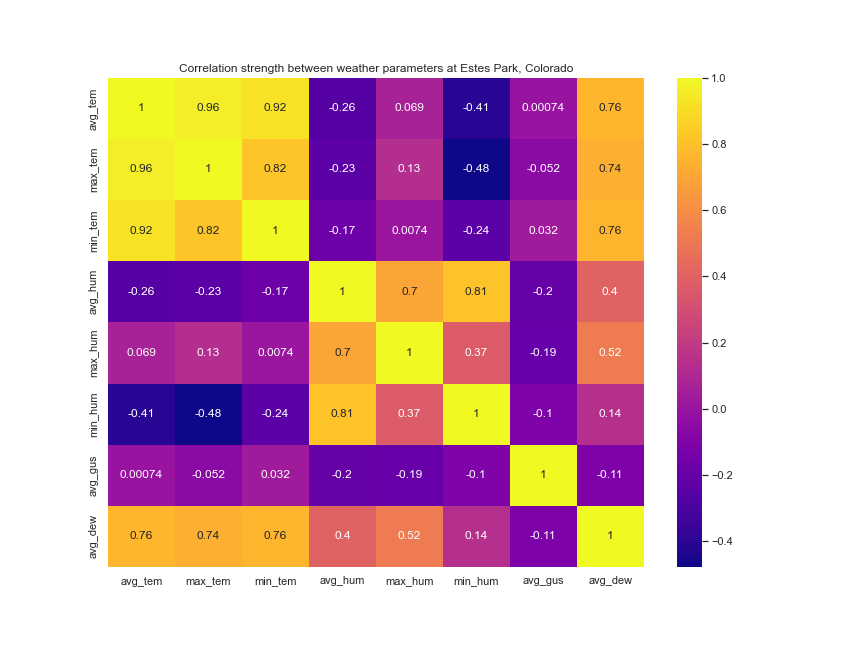 Correlation strength between weather parameters at Estes Park, Colorado
avg_tem 1 0.96 0.92 -0.26 0.069 -0.41 0.00074 0.76
max_tem 0.96 1 0.82 -0.23 0.13 -0.48 -0.052 0.74
min_tem 0.92 0.82 1 -0.17 0.0074 -0.24 0.032 0.76
avg_hum -0.26 -0.23 -0.17 1 0.7 0.81 -0.2 0.4
max_hum 0.069 0.13 0.0074 0.7 1 0.37 -0.19 0.52
min_hum -0.41 -0.48 -0.24 0.81 0.37 1 -0.1 0.14
avg_gus 0.00074 -0.052 0.032 -0.2 -0.19 -0.1 1 -0.11
avg_dew 0.76 0.74 0.76 0.4 0.52 0.14 -0.11 1
avg_tem max_tem min_tem avg_hum max_hum min_hum avg_gus avg_dew
1.0
0.8
0.6
0.4
0.2
0.0
-0.2
-0.4